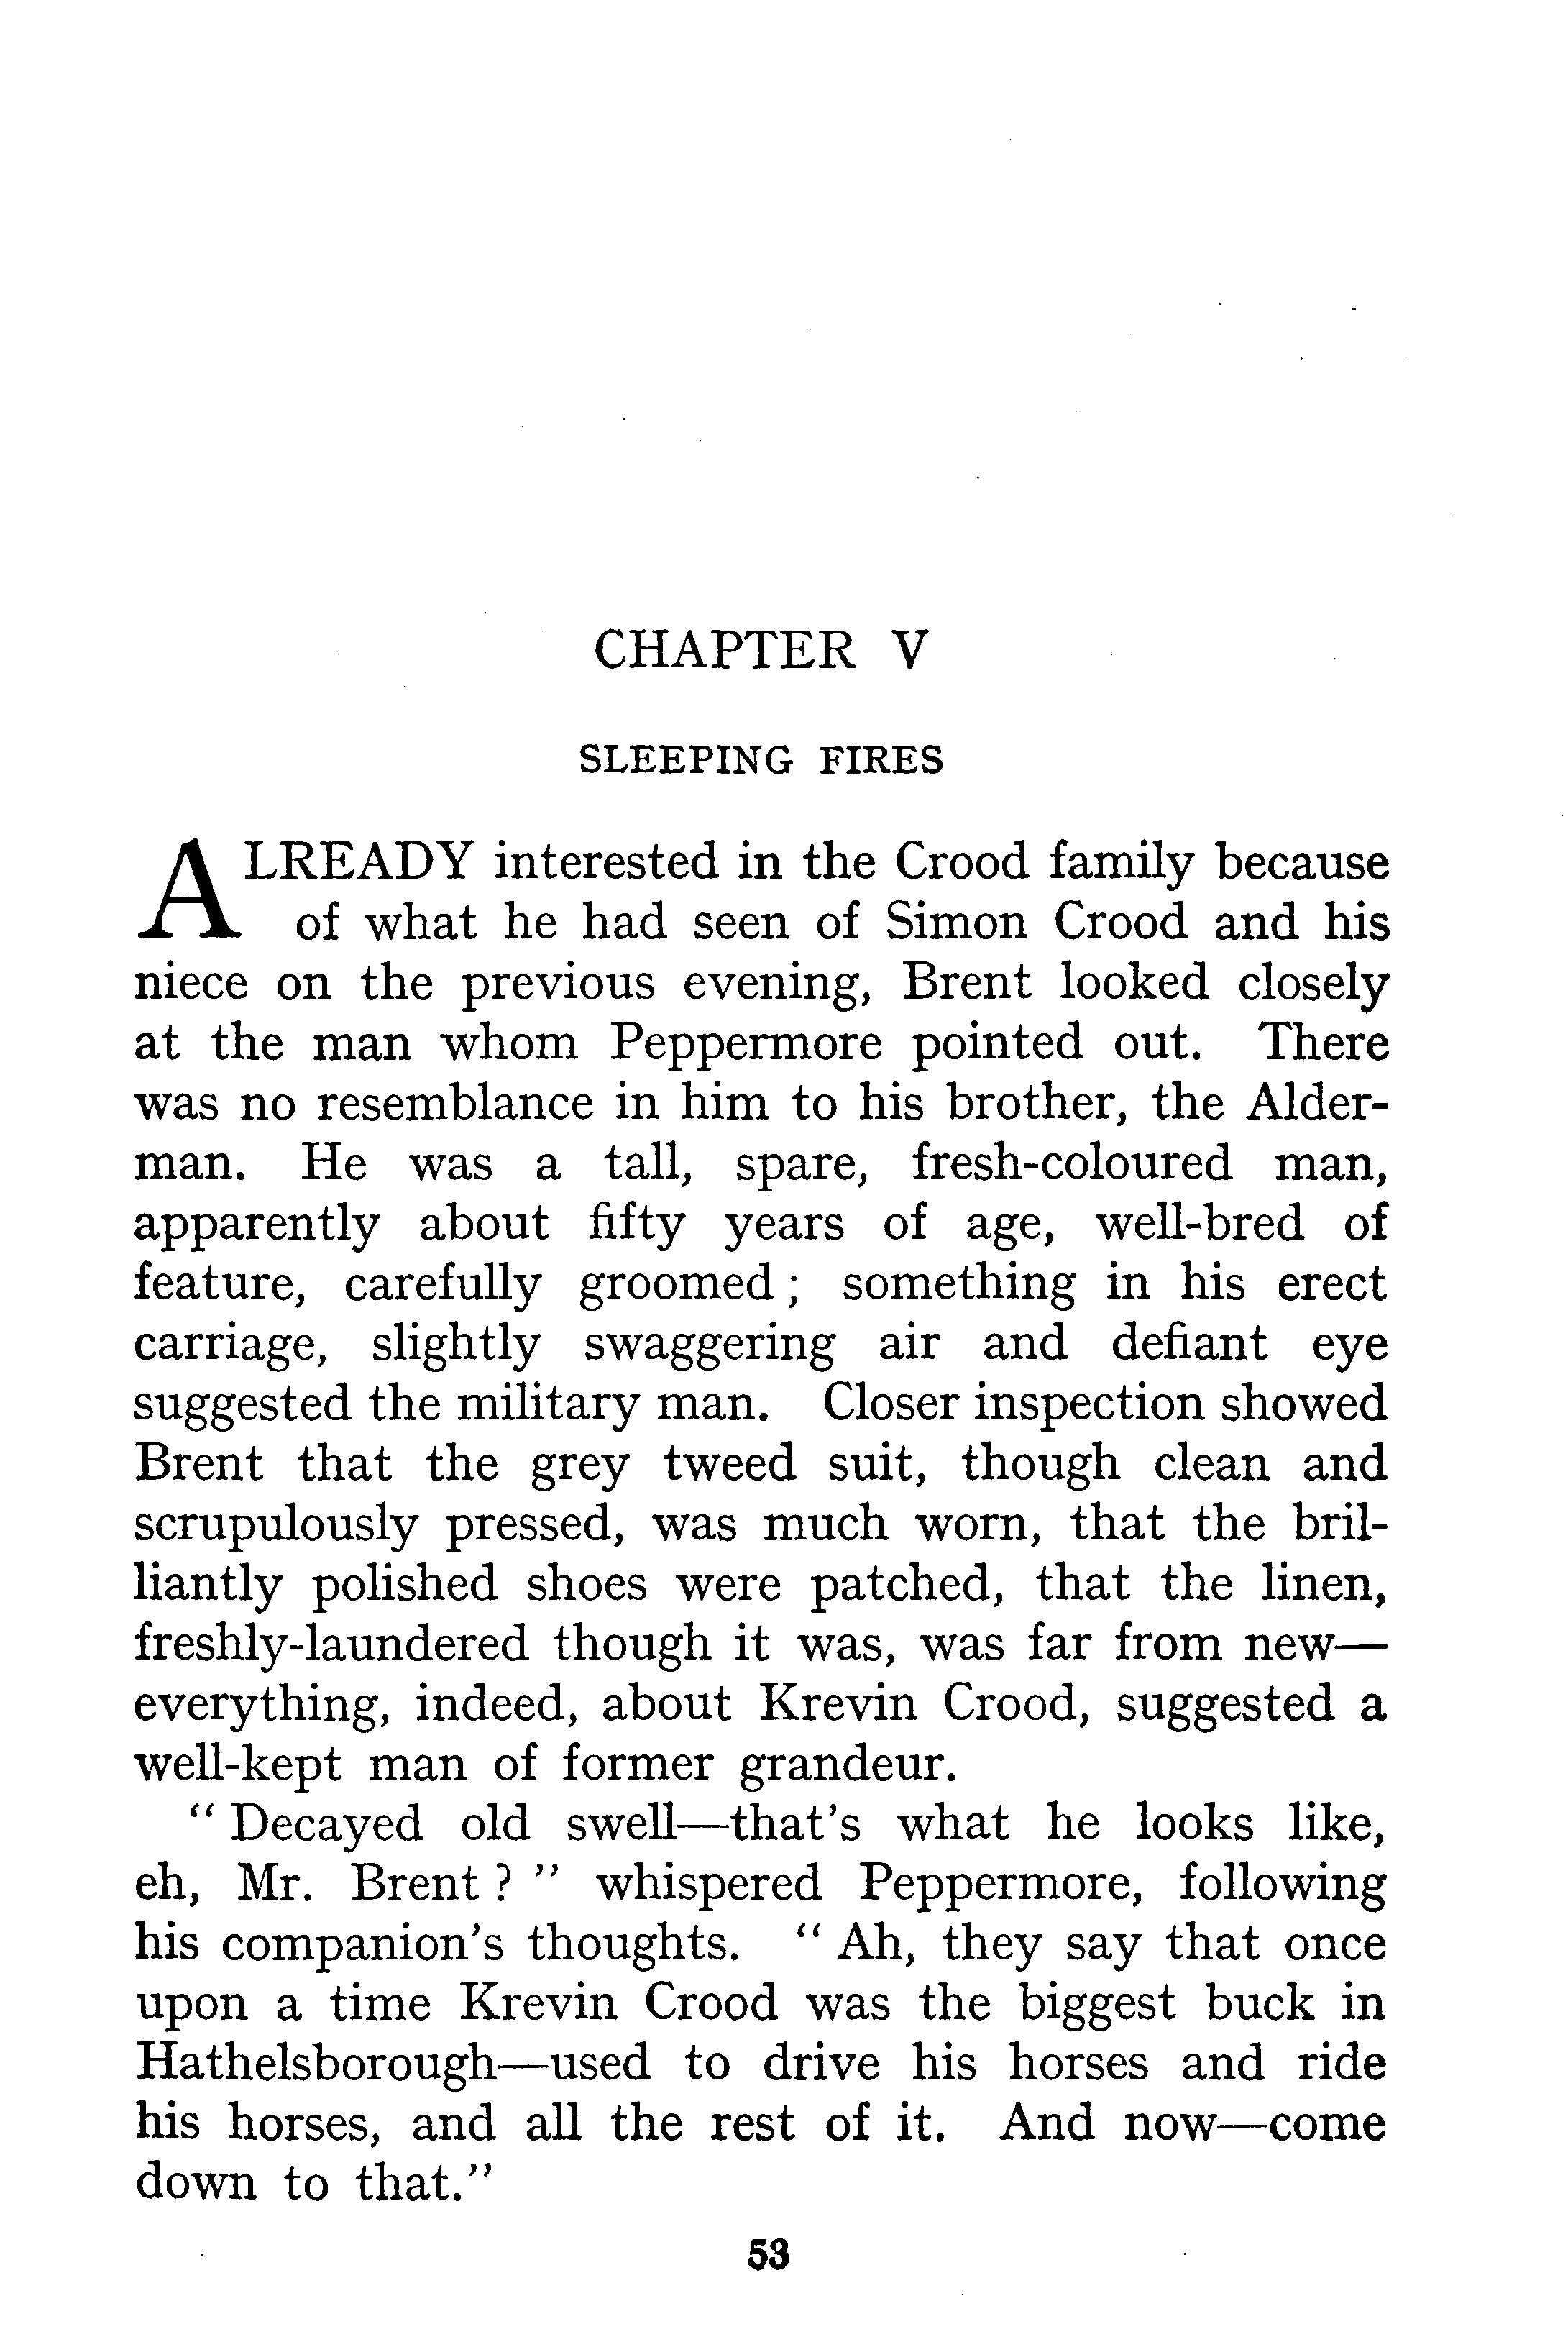 CHAPTER V
SLEEPING FIRES
ALREADY interested in the Crood family because
of what he had seen of Simon Crood and his
niece on the previous evening, Brent looked closely
at the man whom Peppermore pointed out. There
was no resemblance in him to his brother, the Alder-
man. He was a tall, spare, fresh-coloured man,
apparently about fifty years of age, well-bred of
feature, carefully groomed ; something in his erect
carriage, slightly swaggering air and defiant eye
suggested the military man. Closer inspection showed
Brent that the grey tweed suit, though clean and
scrupulously pressed, was much worn, that the bril-
liantly polished shoes were patched, that the linen,
freshly-laundered though it was, was far from new—
everything, indeed, about Krevin Crood, suggested a
well-kept man of former grandeur.
“ Decayed old swell—that’s what he looks like,
eh, Mr. Brent ? ” whispered Peppermore, following
his companion’s thoughts. “ Ah, they say that once
upon a time Krevin Crood was the biggest buck in
Hathelsborough—used to drive his horses and ride
his horses, and all the rest of it. And now—come
down to that.”
53